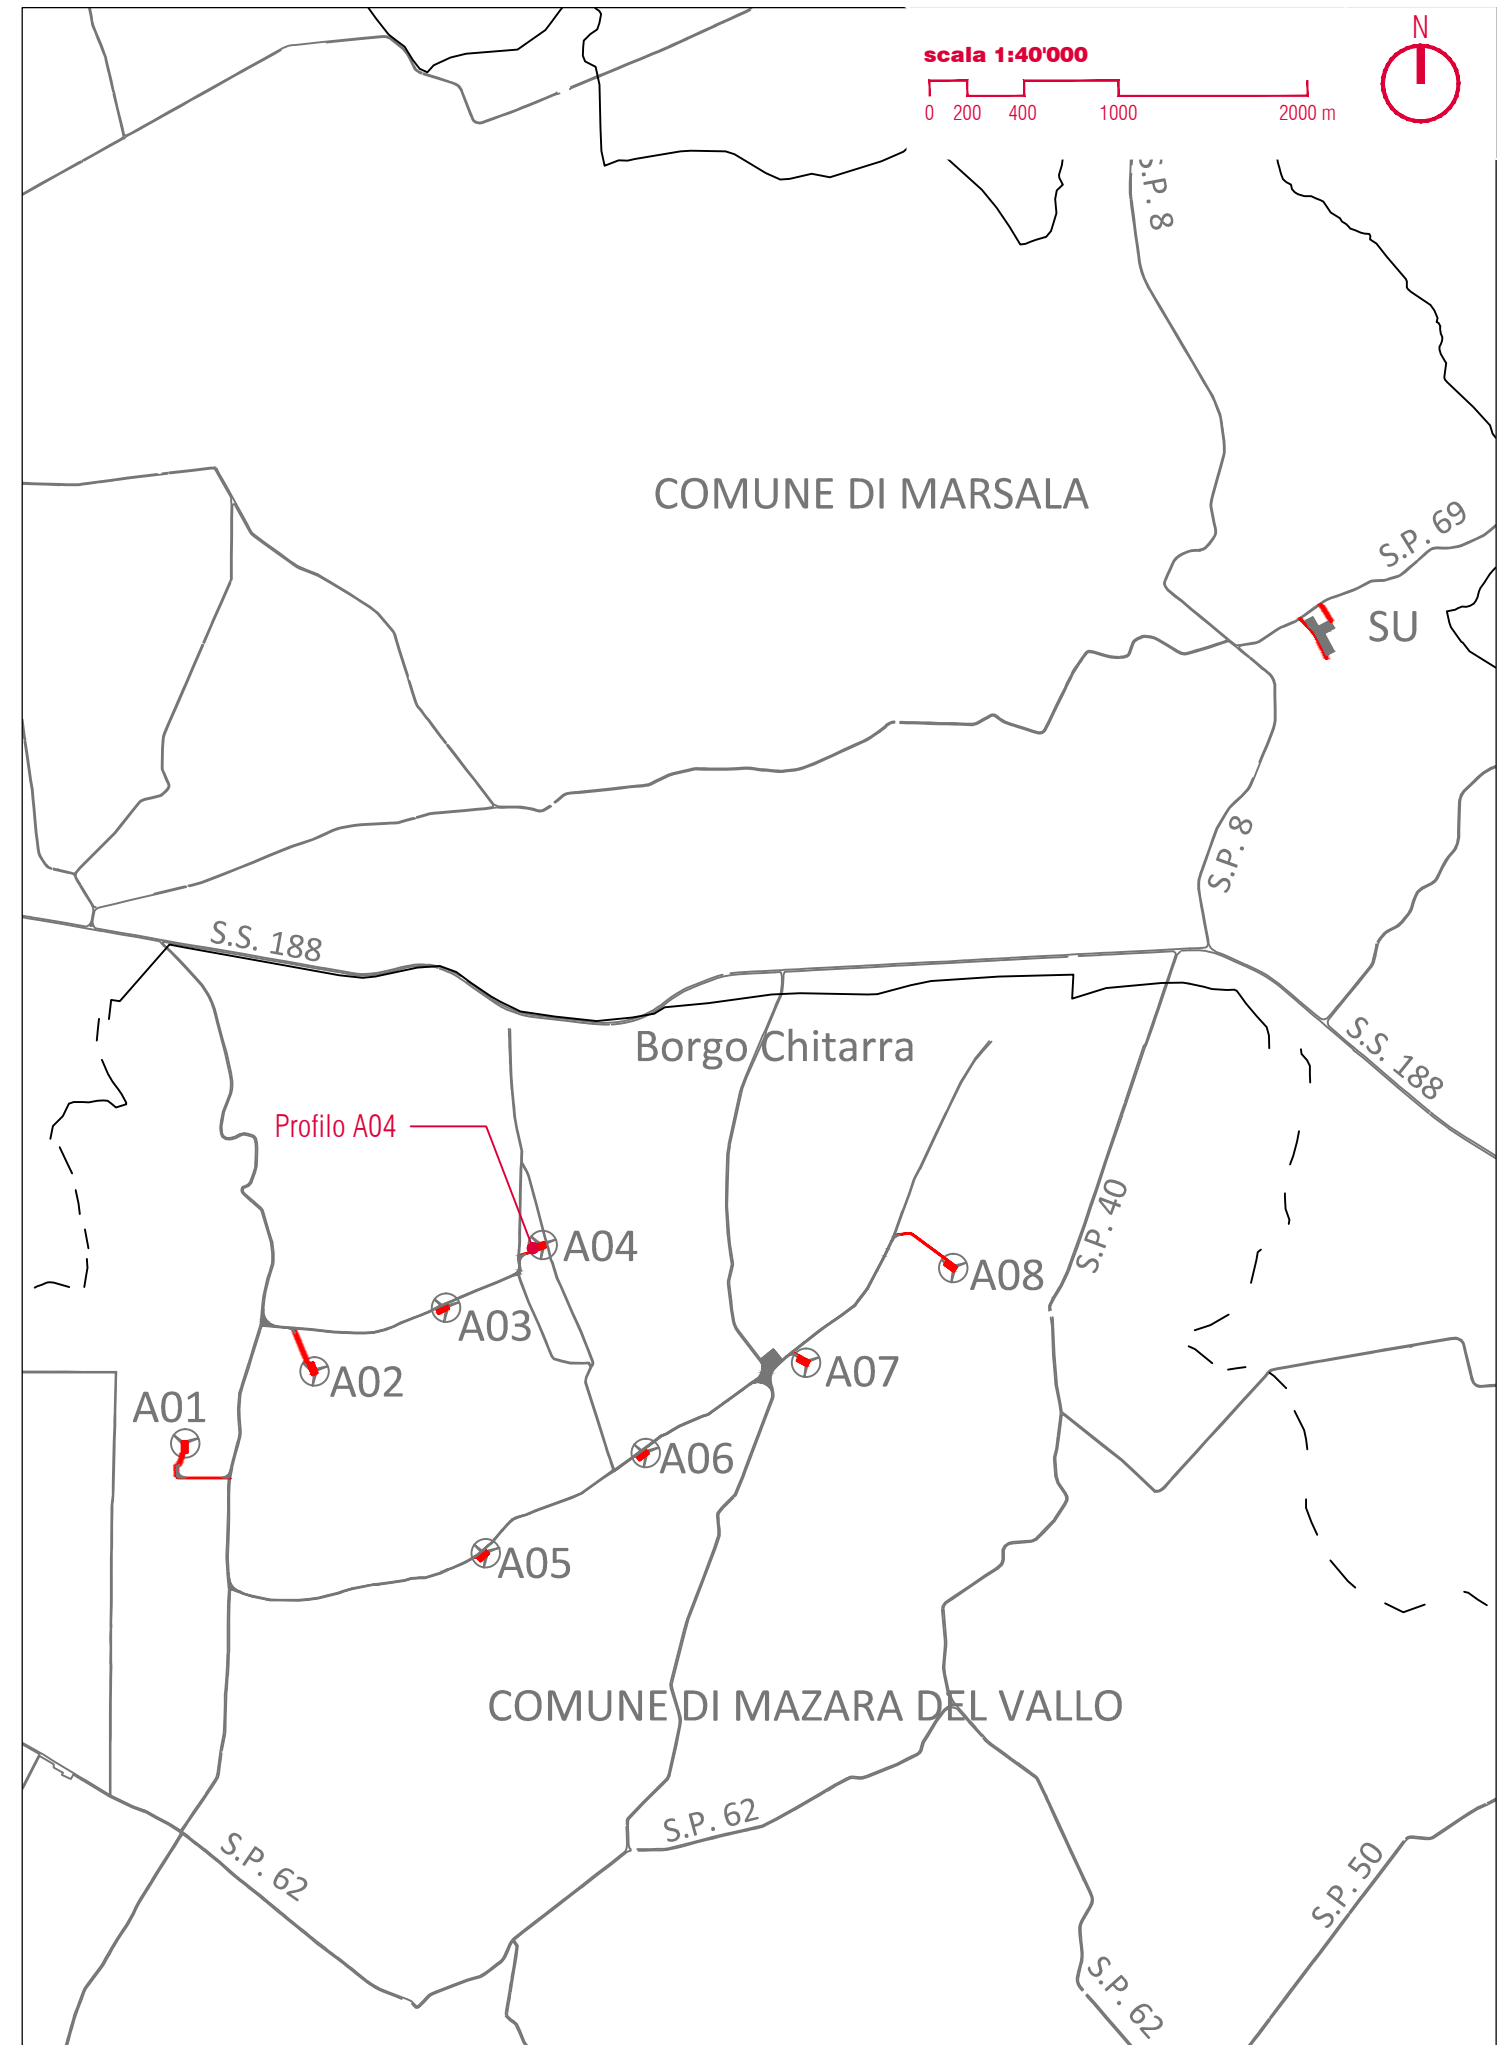 N
scala 1:40'000
0 200 400 1000 2000 m
S.P. 8
COMUNE DI MARSALA
S.P. 69
SU
S.P. 8
S.S. 188
Borgo Chitarra
S.S. 188
Profilo A04
S.P. 40
A04
A08
A03
A07
A02
A01
A06
A05
COMUNE DI MAZARA DEL VALLO
S.P. 62
S.P. 62
S.P. 50
S.P. 62